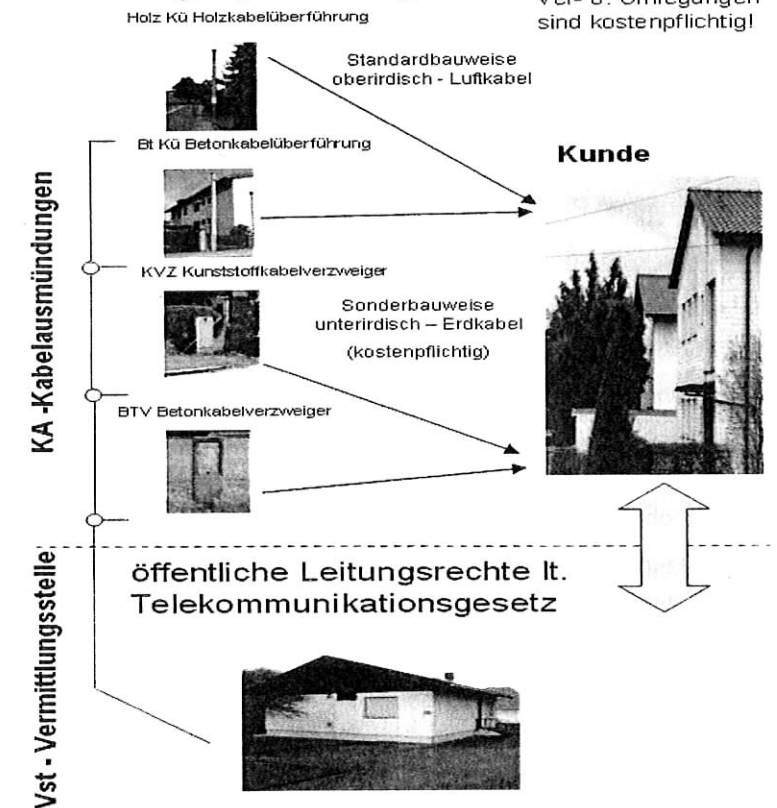 Holz Kü Holzkabelüberführung
sind kostenpflichtig!
Standardbauweise
oberirdisch - Luftkabel
Bt Kü Betonkabelüberführung
Kunde
KVZ Kunststoffkabelverzweiger
Sonderbauweise
unterirdisch – Erdkabel
(kostenpflichtig)
BTV Betonkabelverzweiger
KA -Kabelausmündungen
öffentliche Leitungsrechte lt.
Telekommunikationsgesetz
Vst - Vermittlungsstelle